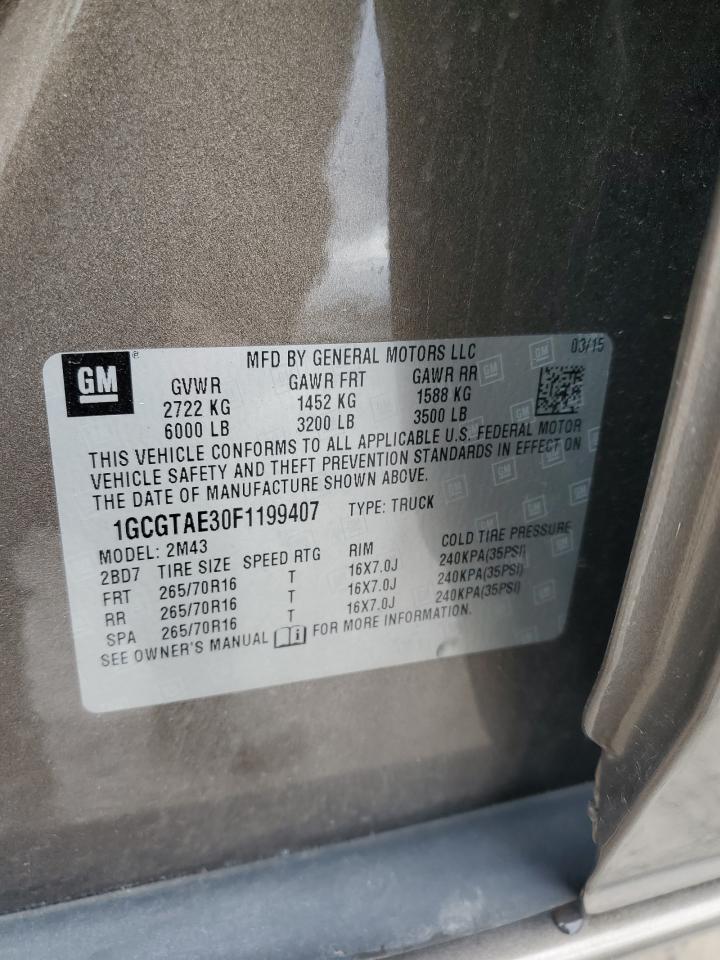 GM ®
MFD BY GENERAL MOTORS LLC 03/15
GVWR GAWR FRT GAWR RR
2722 KG 1452 KG 1588 KG
6000 LB 3200 LB 3500 LB
THIS VEHICLE CONFORMS TO ALL APPLICABLE U.S. FEDERAL MOTOR
VEHICLE SAFETY AND THEFT PREVENTION STANDARDS IN EFFECT ON
THE DATE OF MANUFACTURE SHOWN ABOVE.
1GCGTAE30F1199407 TYPE: TRUCK
MODEL: 2M43
2BD7 TIRE SIZE SPEED RTG RIM COLD TIRE PRESSURE
FRT 265/70R16 T 16X7.0J 240KPA(35PSI)
RR 265/70R16 T 16X7.0J 240KPA(35PSI)
SPA 265/70R16 T 16X7.0J 240KPA(35PSI)
SEE OWNER'S MANUAL FOR MORE INFORMATION.